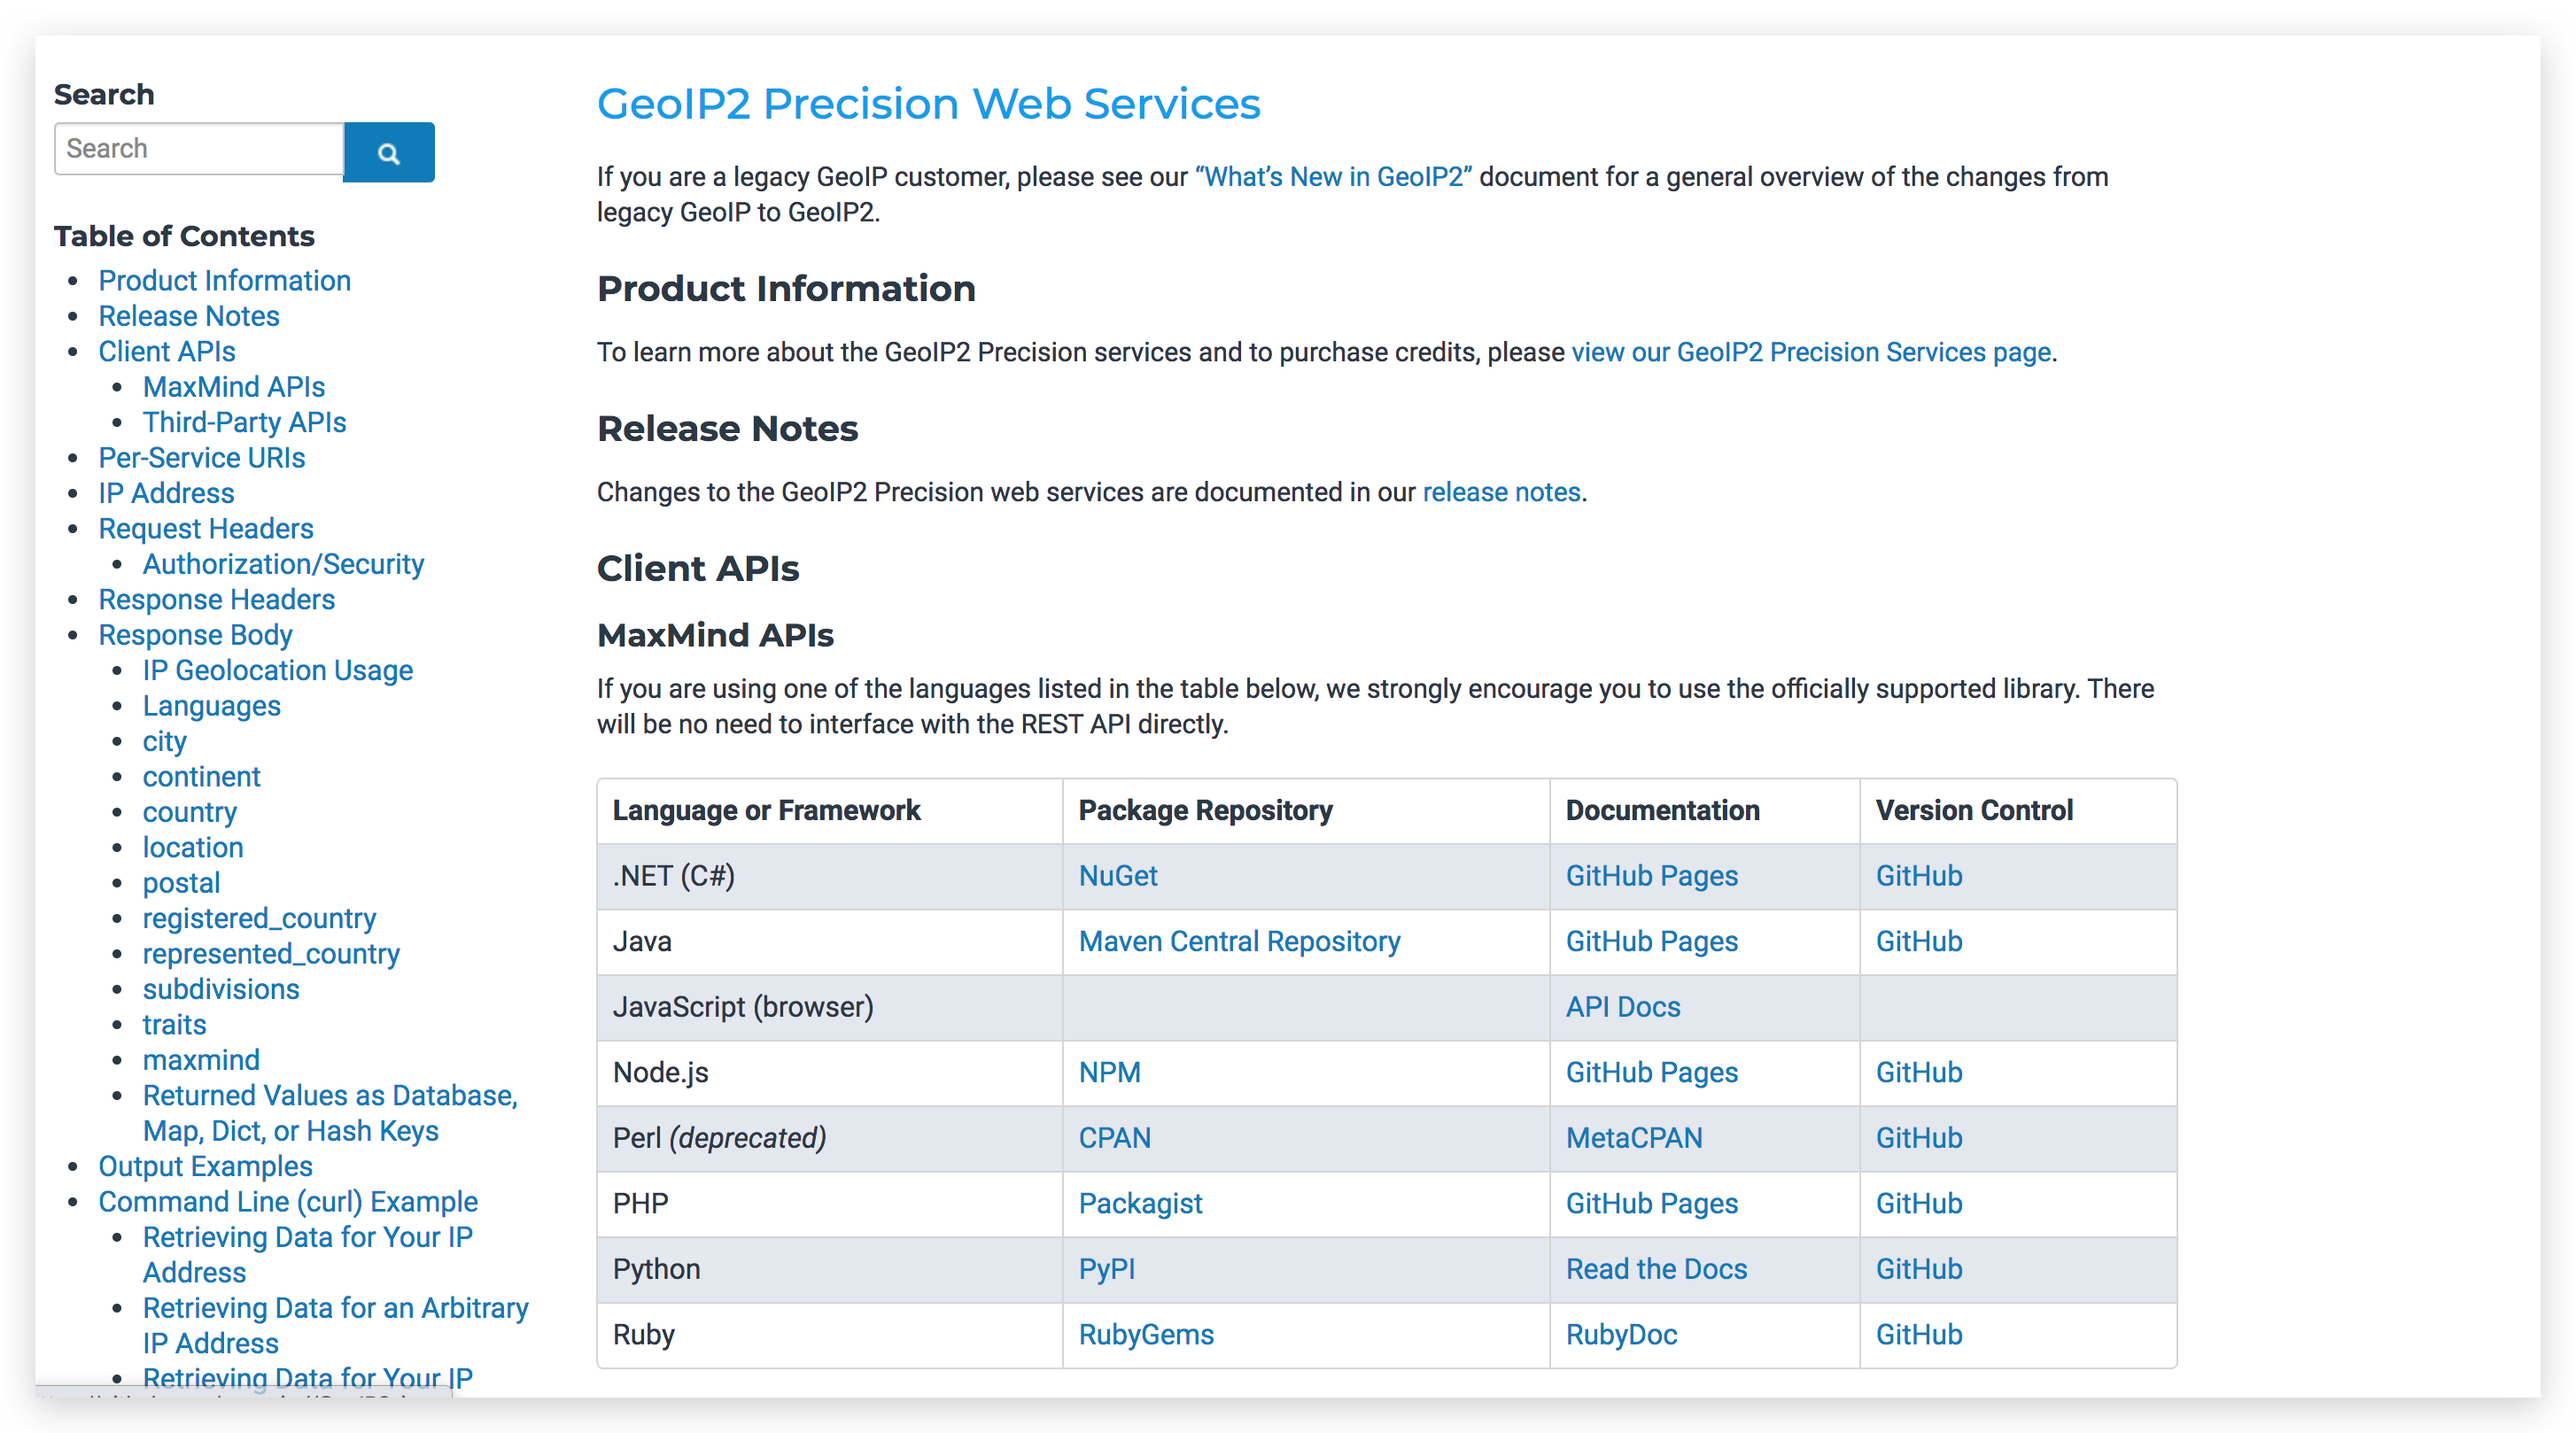 Search
Search
Table of Contents
Product Information
Release Notes
Client APIs
MaxMind APIs
Third-Party APIs
Per-Service URIs
IP Address
Request Headers
Authorization/Security
Response Headers
Response Body
IP Geolocation Usage
Languages
city
continent
country
location
postal
registered_country
represented_country
subdivisions
traits
maxmind
Returned Values as Database,
Map, Dict, or Hash Keys
Output Examples
Command Line (curl) Example
Retrieving Data for Your IP
Address
Retrieving Data for an Arbitrary
IP Address
Retrieving Data for Your IP
GeoIP2 Precision Web Services
If you are a legacy GeoIP customer, please see our “What’s New in GeoIP2” document for a general overview of the changes from
legacy GeoIP to GeoIP2.
Product Information
To learn more about the GeoIP2 Precision services and to purchase credits, please view our GeoIP2 Precision Services page.
Release Notes
Changes to the GeoIP2 Precision web services are documented in our release notes.
Client APIs
MaxMind APIs
If you are using one of the languages listed in the table below, we strongly encourage you to use the officially supported library. There
will be no need to interface with the REST API directly.
Language or Framework Package Repository Documentation Version Control
.NET (C#) NuGet GitHub Pages GitHub
Java Maven Central Repository GitHub Pages GitHub
JavaScript (browser) API Docs
Node.js NPM GitHub Pages GitHub
Perl (deprecated) CPAN MetaCPAN GitHub
PHP Packagist GitHub Pages GitHub
Python PyPI Read the Docs GitHub
Ruby RubyGems RubyDoc GitHub